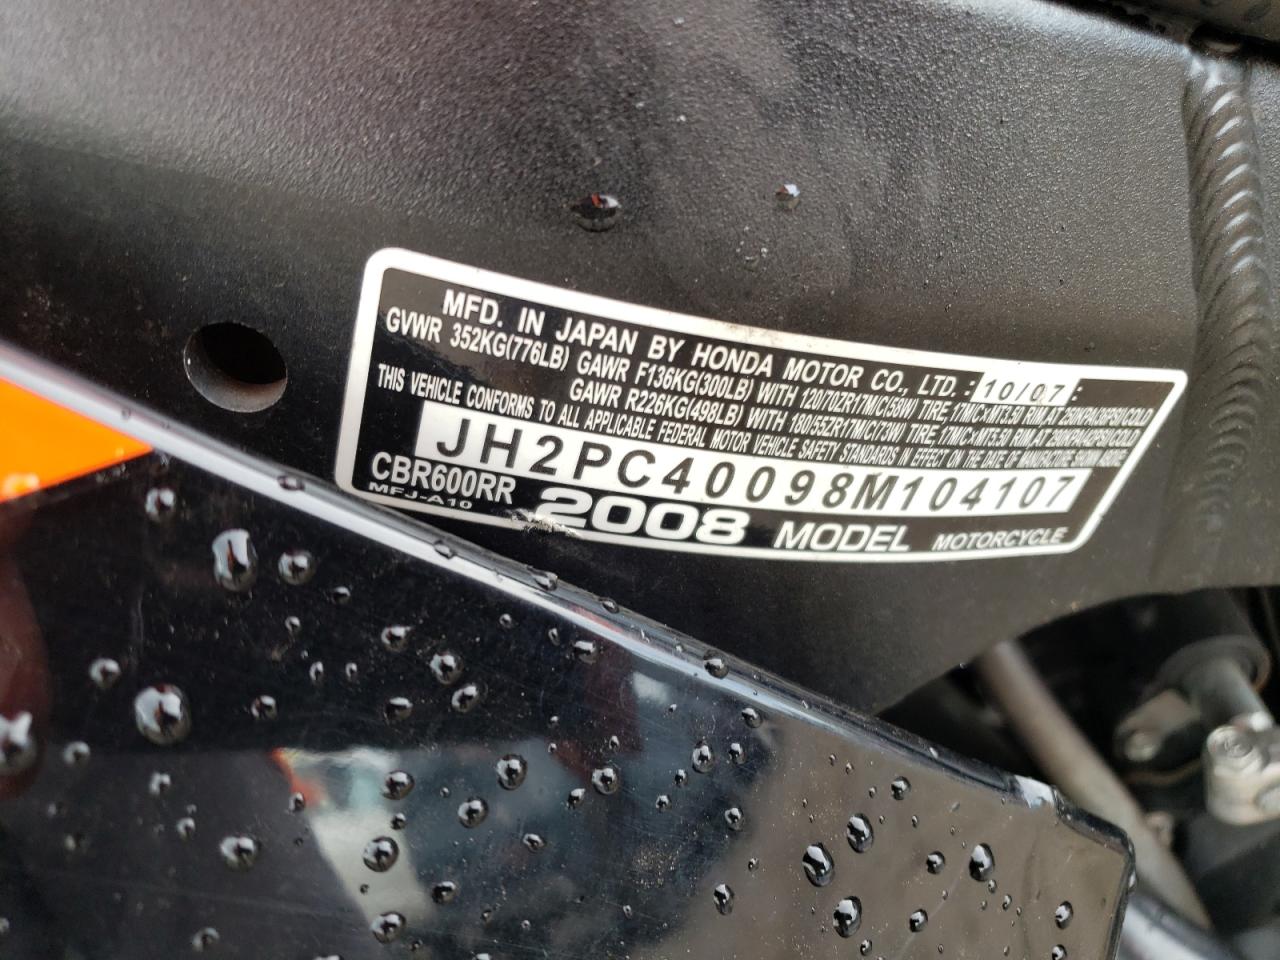 MFD. IN JAPAN BY HONDA MOTOR CO., LTD.: 10/07:
GVWR 352KG(776LB) GAWR F136KG(300LB) WITH 120/70ZR17M/C(58W) TIRE, 17M/C×MT3.50 RIM, AT 250KPA(36PSI)COLD
GAWR R226KG(498LB) WITH 180/55ZR17M/C(73W) TIRE, 17M/C×MT5.50 RIM, AT 290KPA(42PSI)COLD
THIS VEHICLE CONFORMS TO ALL APPLICABLE FEDERAL MOTOR VEHICLE SAFETY STANDARDS IN EFFECT ON THE DATE OF MANUFACTURE SHOWN ABOVE
JH2PC40098M104107
CBR600RR
MFJ-A10
2008 MODEL MOTORCYCLE